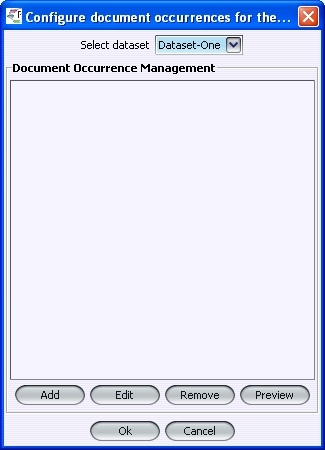 Configure document occurrences for the...
Select dataset Dataset-One
Document Occurrence Management
Add Edit Remove Preview
Ok Cancel